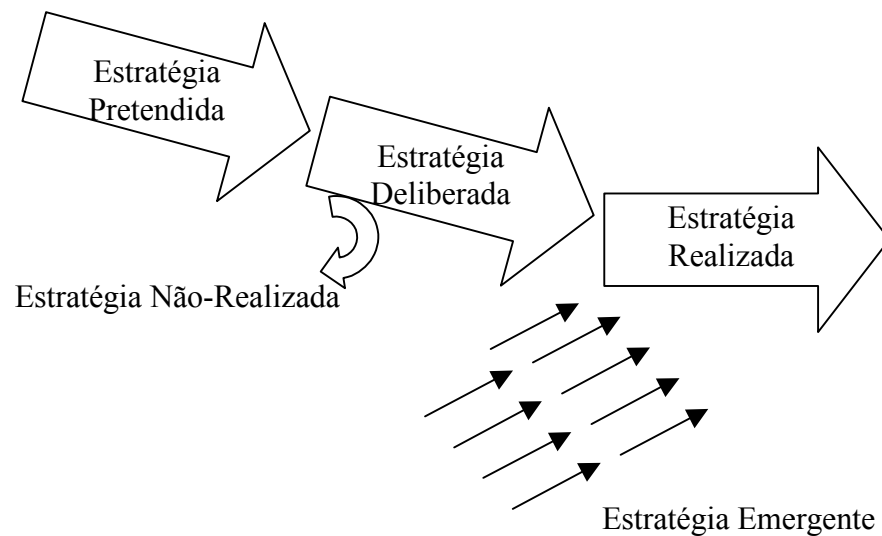 Estratégia
Pretendida
Estratégia
Deliberada
Estratégia
Realizada
Estratégia Não-Realizada
Estratégia Emergente